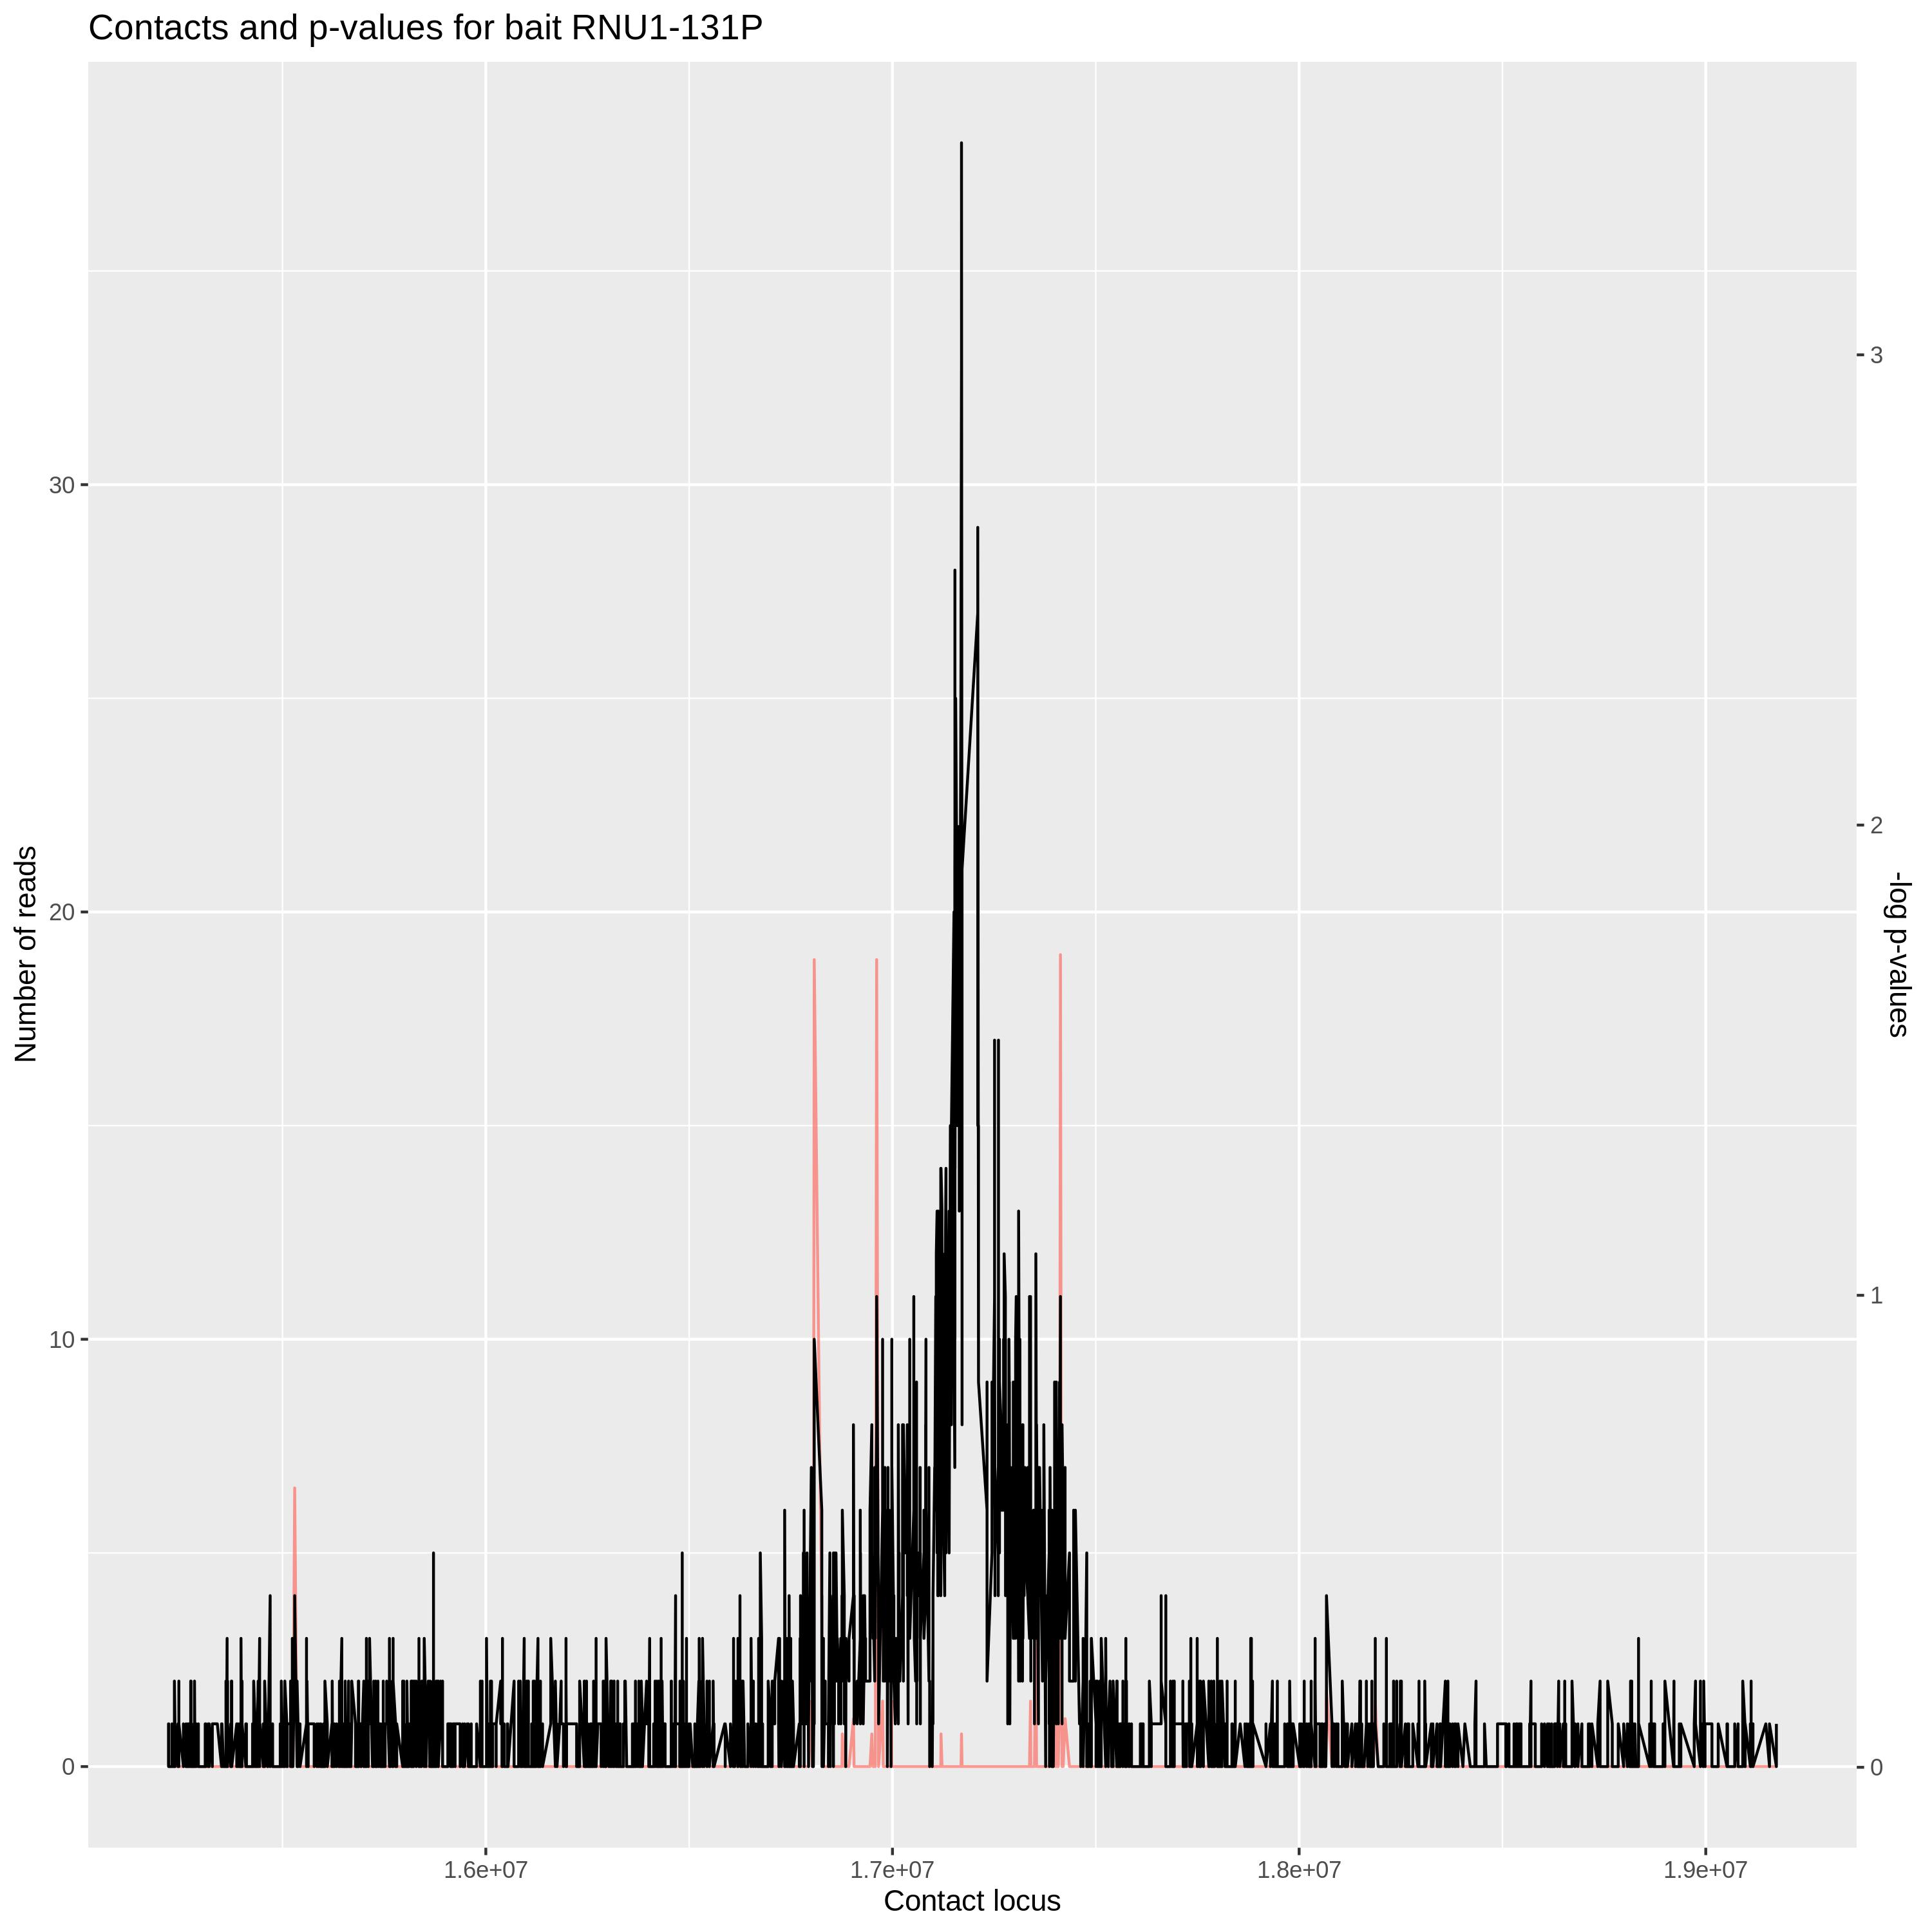 Contacts and p-values for bait RNU1-131P
Number of reads
30
20
10
0
3
2
1
0
-log p-values
1.6e+07
1.7e+07
1.8e+07
1.9e+07
Contact locus